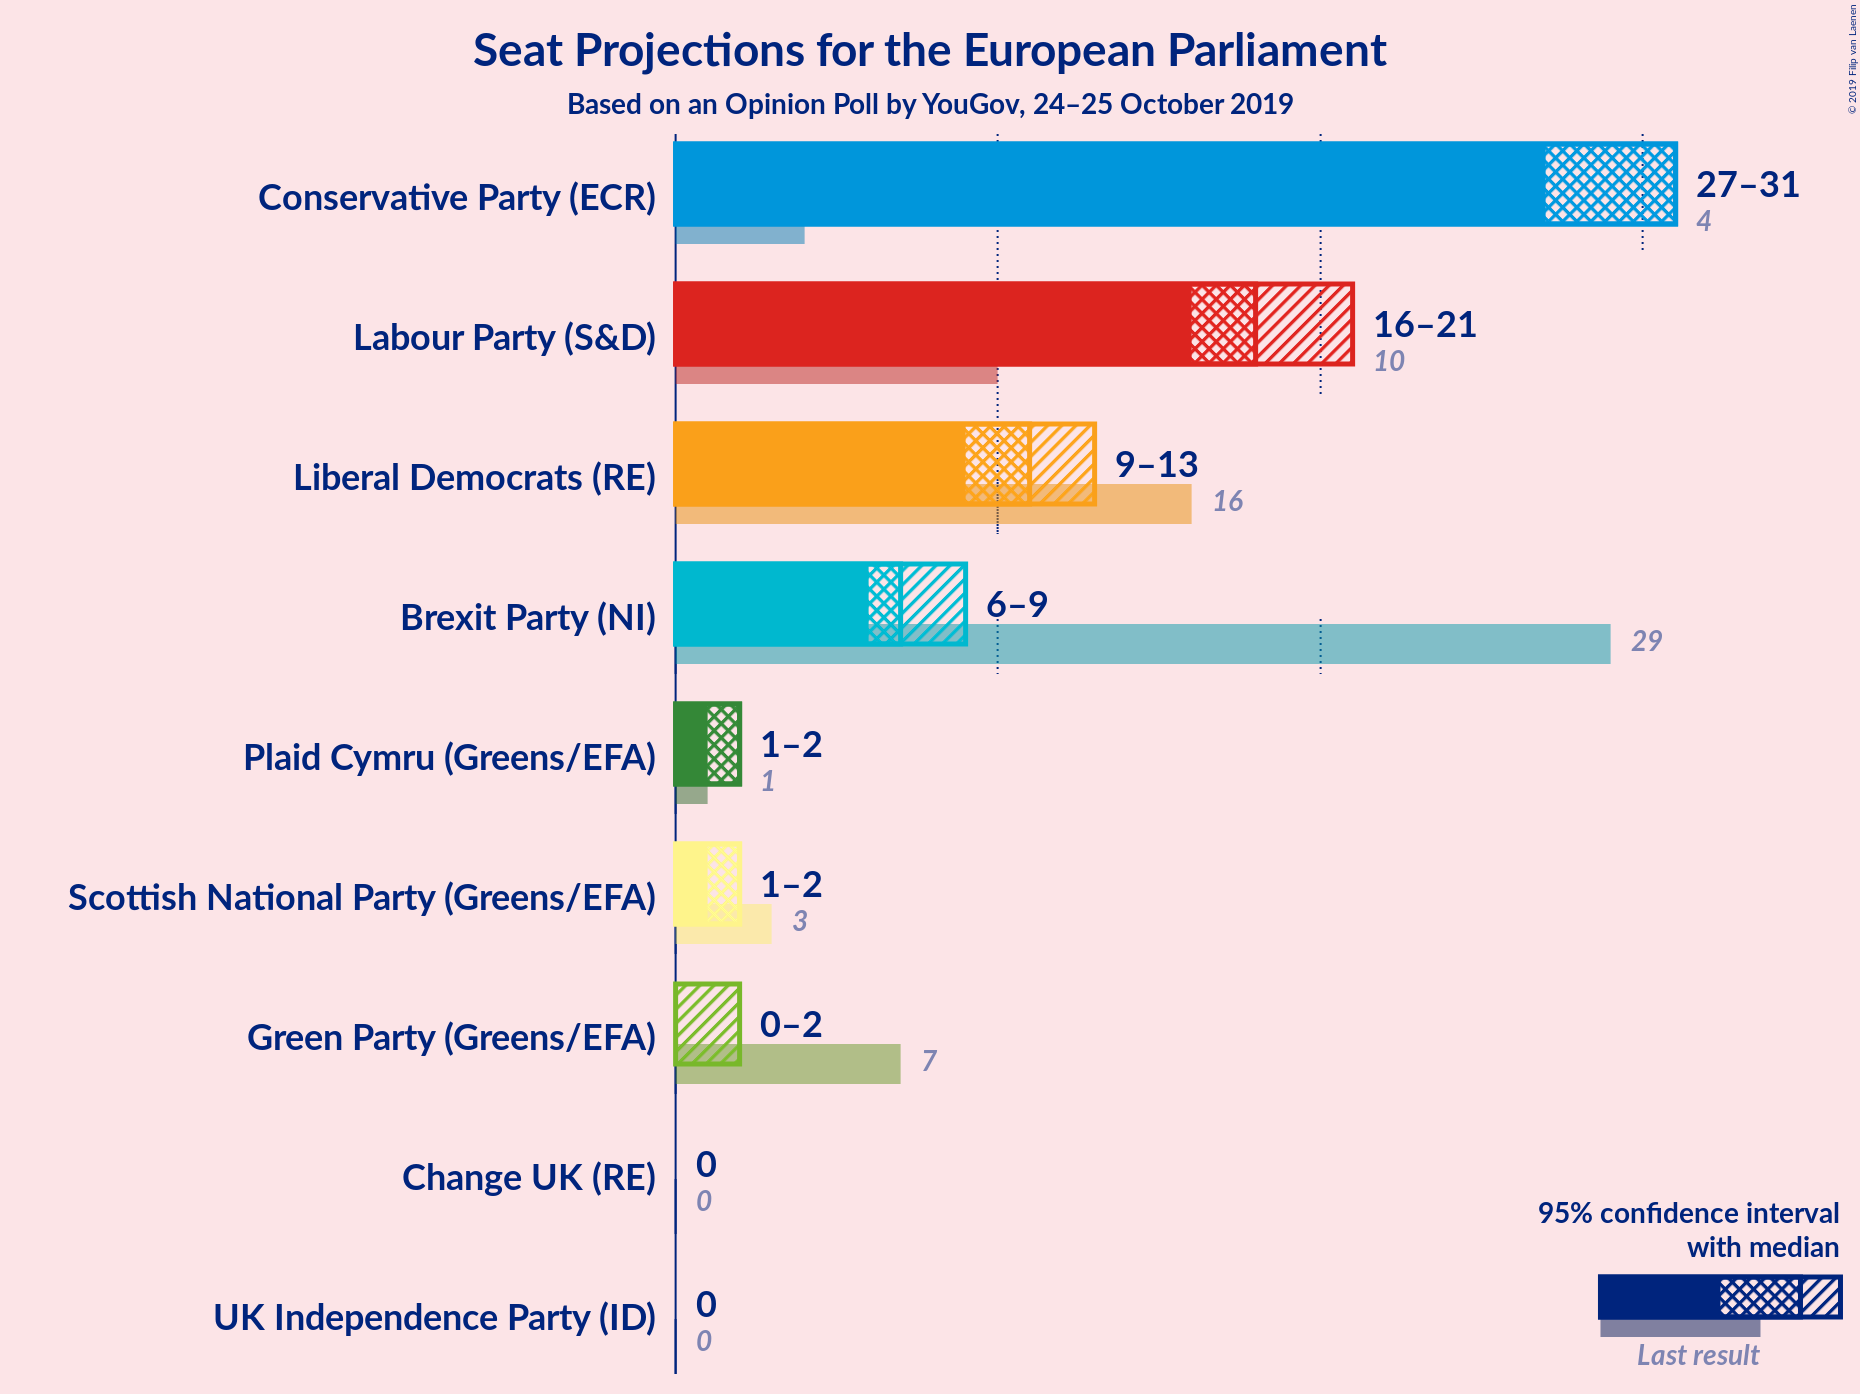 © 2019 Filip van Laenen
Seat Projections for the European Parliament
Based on an Opinion Poll by YouGov, 24–25 October 2019
Conservative Party (ECR)
27–31
4
Labour Party (S&D)
16–21
10
Liberal Democrats (RE)
9–13
16
Brexit Party (NI)
6–9
29
Plaid Cymru (Greens/EFA)
1–2
1
Scottish National Party (Greens/EFA)
1–2
3
Green Party (Greens/EFA)
0–2
7
Change UK (RE)
0
0
UK Independence Party (ID)
0
0
95% confidence interval
with median
Last result